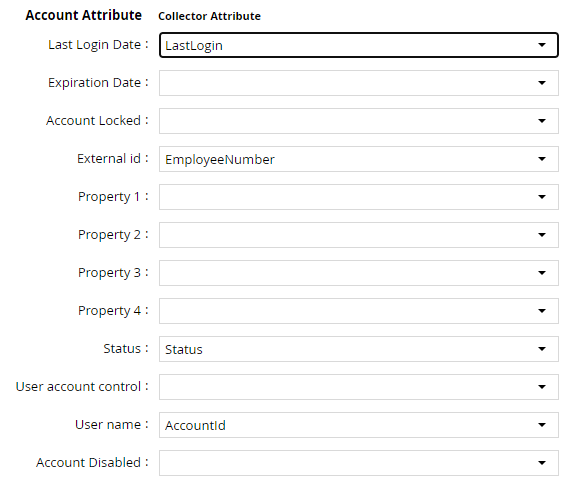 Account Attribute Collector Attribute
Last Login Date : LastLogin
Expiration Date :
Account Locked :
External id : EmployeeNumber
Property 1 :
Property 2 :
Property 3 :
Property 4 :
Status : Status
User account control :
User name : AccountId
Account Disabled :